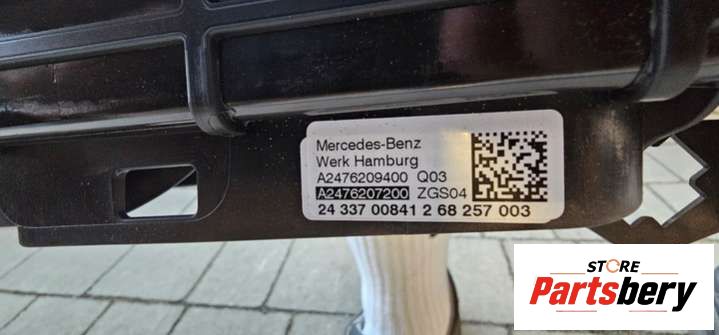 Mercedes-Benz
Werk Hamburg
A2476209400 Q03
A2476207200 ZGS04
24 337 00841 2 68 257 003
STORE
Partsbery